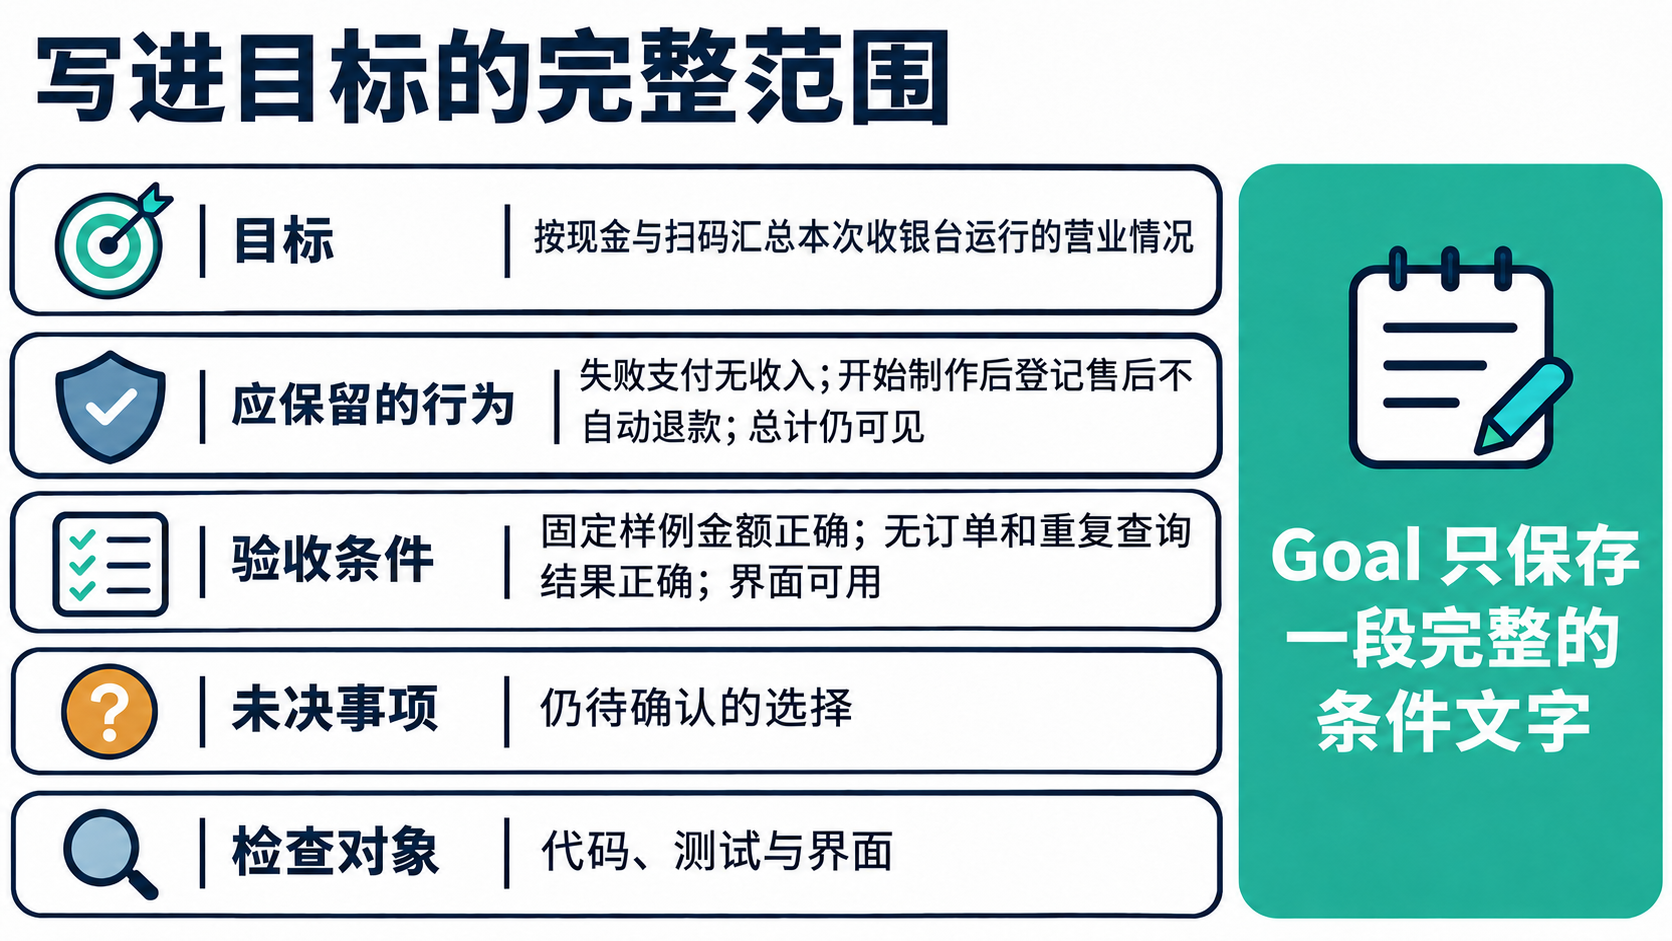 写进目标的完整范围
目标
按现金与扫码汇总本次收银台运行的营业情况
应保留的行为
失败支付无收入；开始制作后登记售后不
自动退款；总计仍可见
验收条件
固定样例金额正确；无订单和重复查询
结果正确；界面可用
未决事项
仍待确认的选择
检查对象
代码、测试与界面
Goal 只保存
一段完整的
条件文字